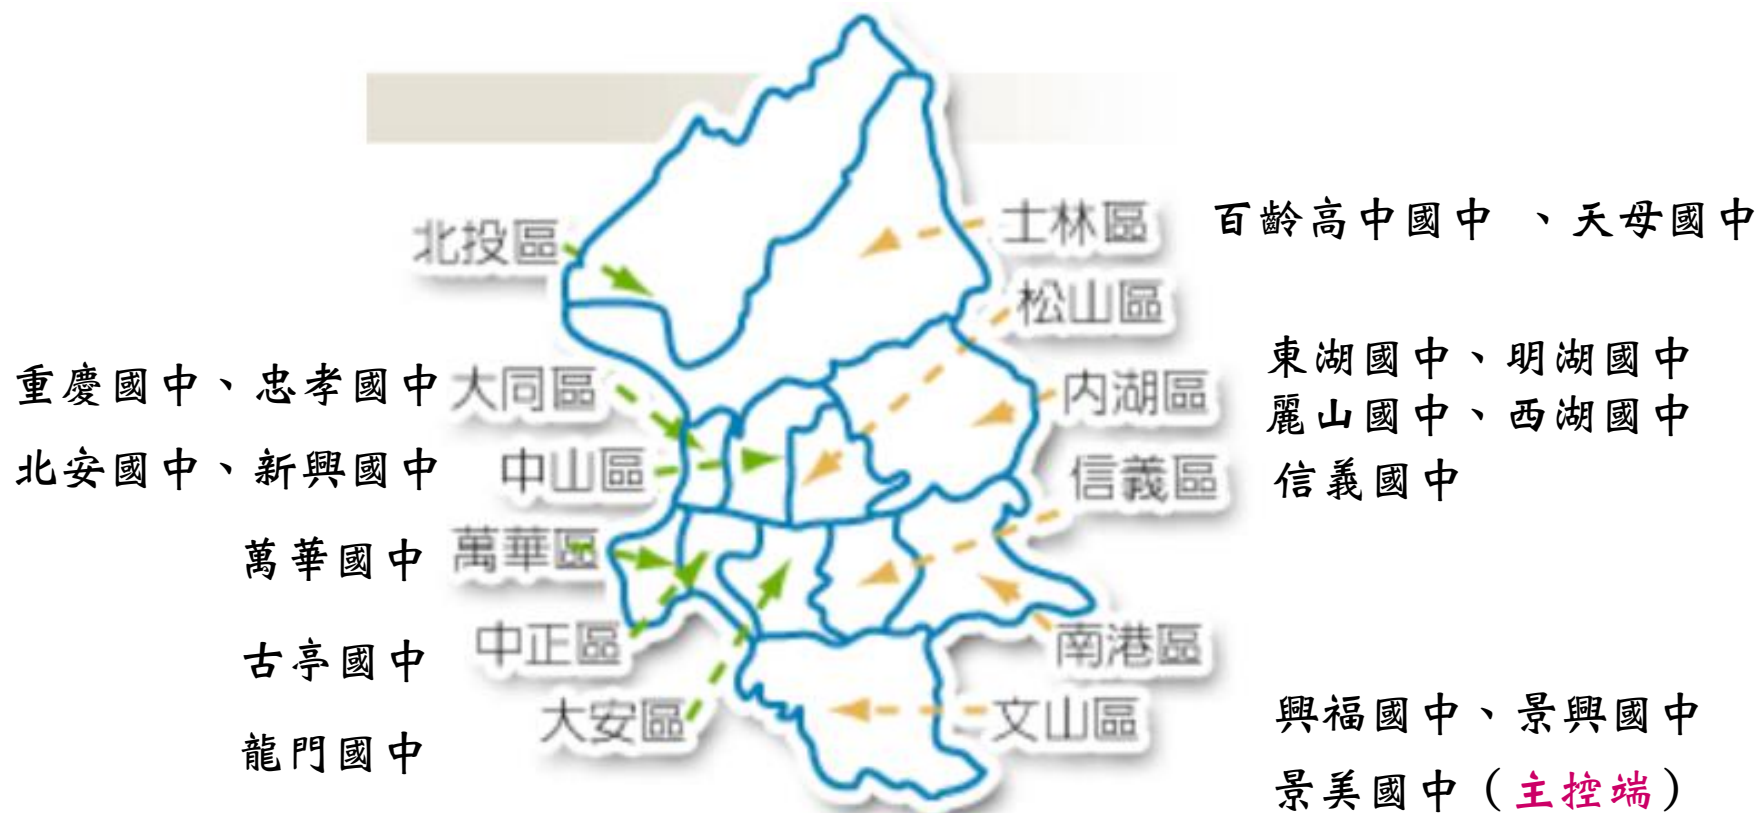 士林區 百齡高中國中 、天母國中
北投區
松山區
重慶國中、忠孝國中 大同區
內湖區 東湖國中、明湖國中
麗山國中、西湖國中
北安國中、新興國中 中山區
信義區 信義國中
萬華國中 萬華區
古亭國中 中正區
南港區
龍門國中 大安區
文山區 興福國中、景興國中
景美國中（主控端）